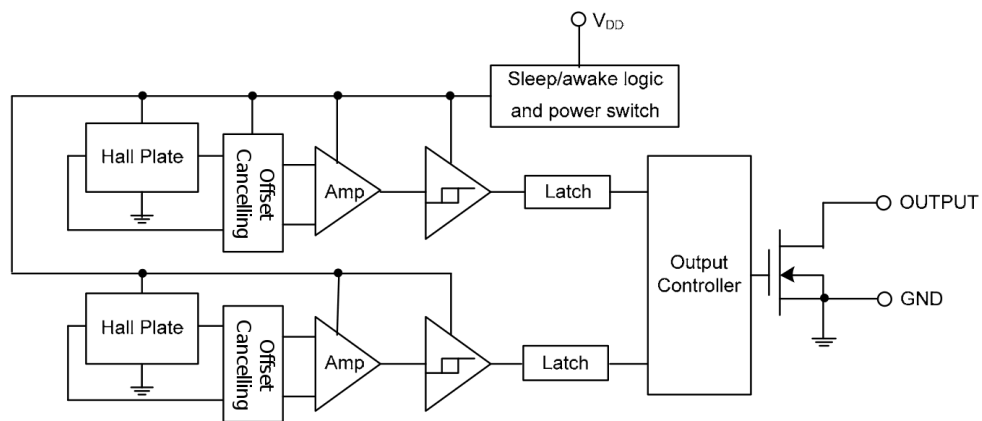 VDD
Sleep/awake logic
and power switch
Hall Plate
Offset
Cancelling
Amp
Latch
OUTPUT
Output
Controller
GND
Hall Plate
Offset
Cancelling
Amp
Latch